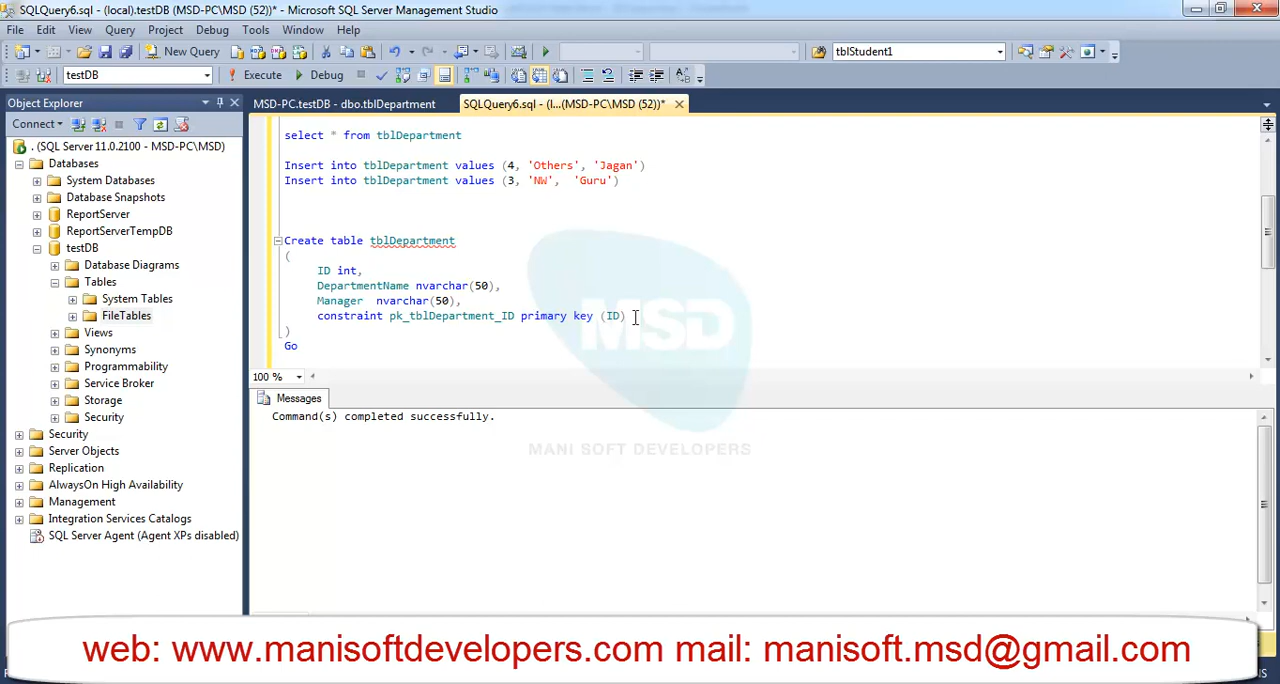 SQLQuery6.sql - (local).testDB (MSD-PC\MSD (52))* - Microsoft SQL Server Management Studio
File Edit View Query Project Debug Tools Window Help
New Query tblStudent1
testDB Execute Debug
Object Explorer
MSD-PC.testDB - dbo.tblDepartment SQLQuery6.sql - (l...(MSD-PC\MSD (52))*
Connect
. (SQL Server 11.0.2100 - MSD-PC\MSD)
Databases
System Databases
Database Snapshots
ReportServer
ReportServerTempDB
testDB
Database Diagrams
Tables
System Tables
FileTables
Views
Synonyms
Programmability
Service Broker
Storage
Security
Security
Server Objects
Replication
AlwaysOn High Availability
Management
Integration Services Catalogs
SQL Server Agent (Agent XPs disabled)
select * from tblDepartment
Insert into tblDepartment values (4, 'Others', 'Jagan')
Insert into tblDepartment values (3, 'NW', 'Guru')
Create table tblDepartment
(
ID int,
DepartmentName nvarchar(50),
Manager nvarchar(50),
constraint pk_tblDepartment_ID primary key (ID)
)
Go
100 %
Messages
Command(s) completed successfully.
MSD
MANI SOFT DEVELOPERS
web: www.manisoftdevelopers.com mail: manisoft.msd@gmail.com